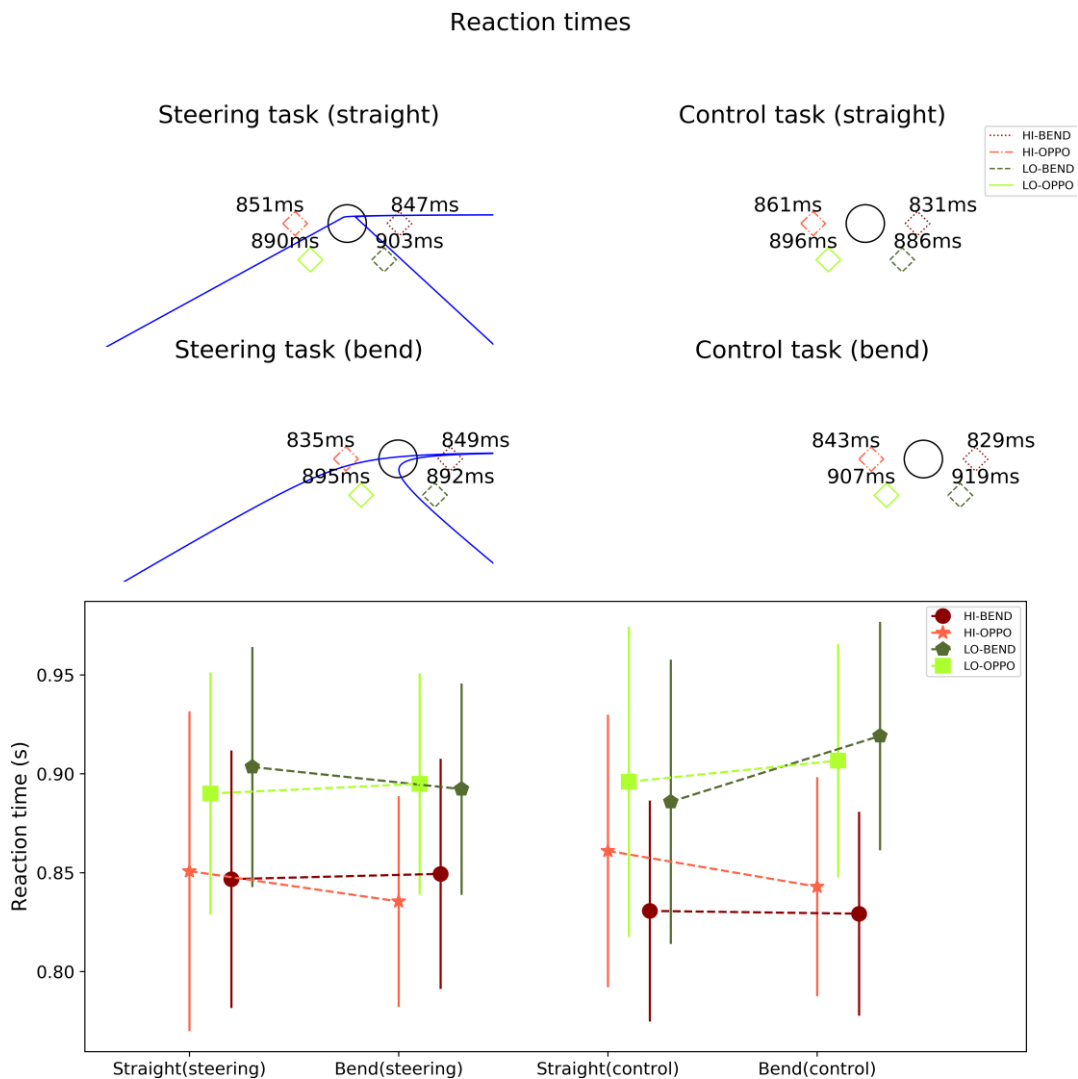 Reaction times
Steering task (straight)
Control task (straight)
HI-BEND
HI-OPPO
LO-BEND
LO-OPPO
851ms 847ms
890ms 903ms
861ms 831ms
896ms 886ms
Steering task (bend)
Control task (bend)
835ms 849ms
895ms 892ms
843ms 829ms
907ms 919ms
HI-BEND
HI-OPPO
LO-BEND
LO-OPPO
Reaction time (s)
0.95
0.90
0.85
0.80
Straight(steering) Bend(steering) Straight(control) Bend(control)